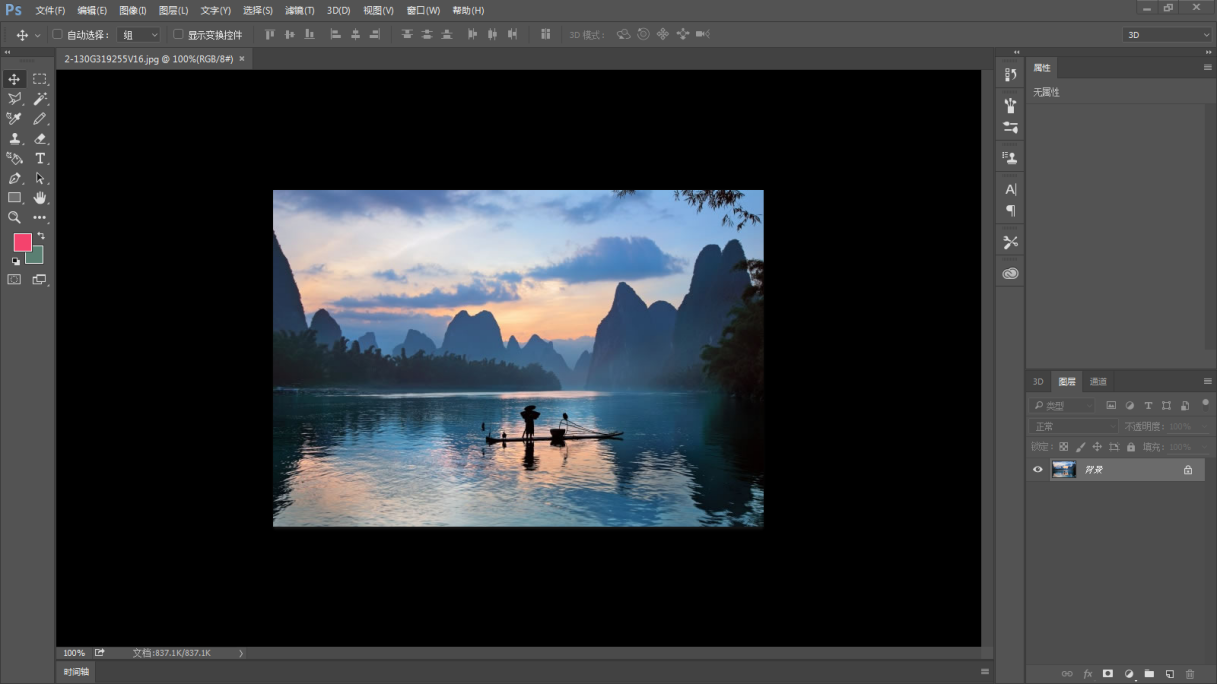 Ps 文件(F) 编辑(E) 图像(I) 图层(L) 文字(Y) 选择(S) 滤镜(T) 3D(D) 视图(V) 窗口(W) 帮助(H)
自动选择: 组 显示变换控件 3D 模式: 3D
2-130G319255V16.jpg @ 100%(RGB/8#) ×
属性
无属性
3D 图层 通道
类型
正常 不透明度: 100%
锁定: 填充: 100%
背景
100% 文档:837.1K/837.1K
时间轴